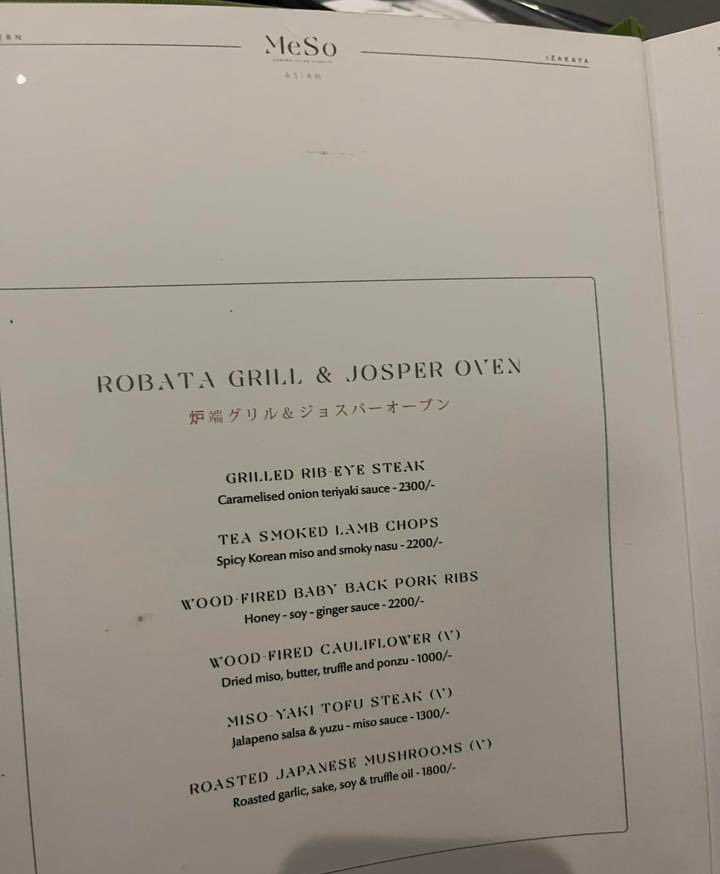 MeSo
ASIAN
IZAKAYA
ROBATA GRILL & JOSPER OVEN
炉端グリル＆ジョスパーオーブン
GRILLED RIB-EYE STEAK
Caramelised onion teriyaki sauce - 2300/-
TEA SMOKED LAMB CHOPS
Spicy Korean miso and smoky nasu - 2200/-
WOOD-FIRED BABY BACK PORK RIBS
Honey - soy - ginger sauce - 2200/-
WOOD-FIRED CAULIFLOWER (V)
Dried miso, butter, truffle and ponzu - 1000/-
MISO-YAKI TOFU STEAK (V)
Jalapeno salsa & yuzu - miso sauce - 1300/-
ROASTED JAPANESE MUSHROOMS (V)
Roasted garlic, sake, soy & truffle oil - 1800/-